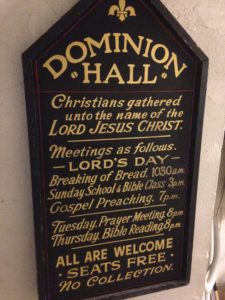 DOMINION
HALL
Christians gathered
unto the name of the
LORD JESUS CHRIST.
Meetings as follows.
LORD'S DAY
Breaking of Bread. 10.30a.m.
Sunday School & Bible Class 3p.m.
Gospel Preaching. 7p.m.
Tuesday, Prayer Meeting, 8p.m
Thursday, Bible Reading, 8p.m.
ALL ARE WELCOME
· SEATS FREE ·
NO COLLECTION.